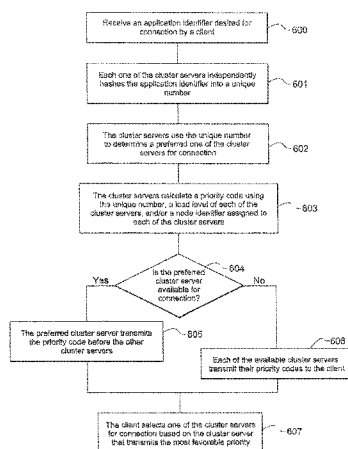 Receive an application identifier desired for
connection by a client
600
Each one of the cluster servers independently
hashes the application identifier into a unique
number
601
The cluster servers use the unique number
to determine a preferred one of the cluster
servers for connection
602
The cluster servers calculate a priority code using
the unique number, a load level of each of the
cluster servers, and/or a node identifier assigned to
each of the cluster servers
603
604
Is the preferred
cluster server
available for
connection?
Yes
No
The preferred cluster server transmits
the priority code before the other
cluster servers
605
Each of the available cluster servers
transmit their priority codes to the client
606
The client selects one of the cluster servers
for connection based on the cluster server
that transmits the most favorable priority
607